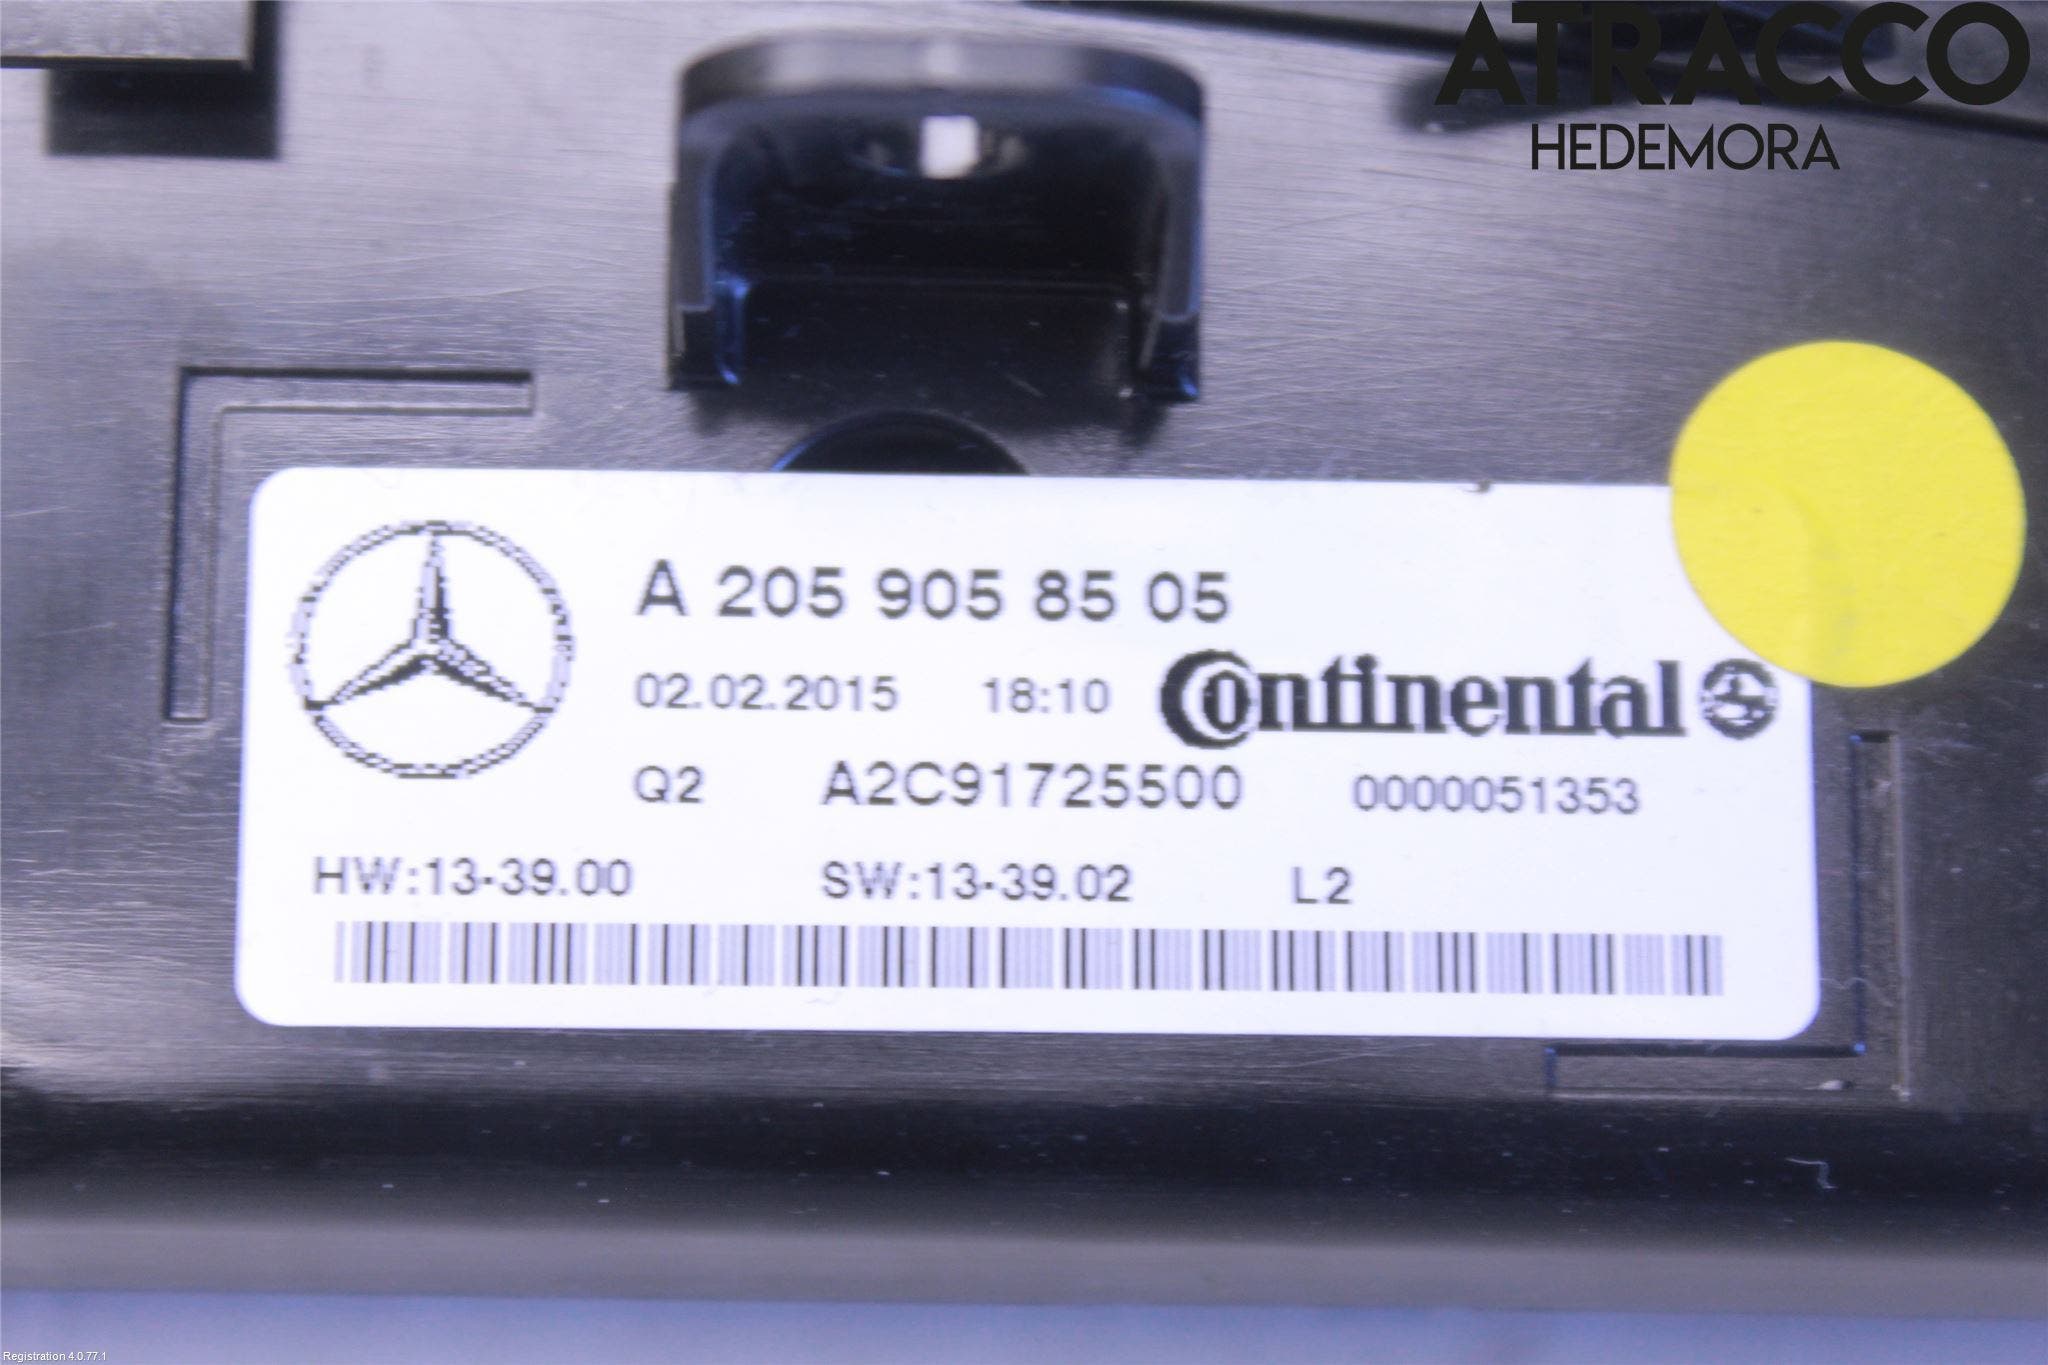 ATRACCO
HEDEMORA
A 205 905 85 05
02.02.2015 18:10 Continental
Q2 A2C91725500 0000051353
HW:13-39.00 SW:13-39.02 L2
Registration 4.0.77.1